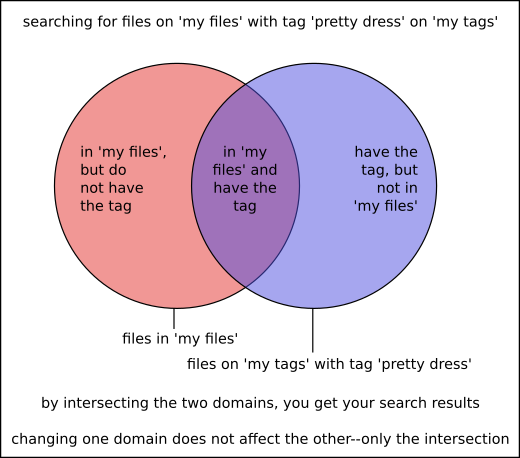 searching for files on 'my files' with tag 'pretty dress' on 'my tags'
in 'my files',
but do
not have
the tag
in 'my
files' and
have the
tag
have the
tag, but
not in
'my files'
files in 'my files'
files on 'my tags' with tag 'pretty dress'
by intersecting the two domains, you get your search results
changing one domain does not affect the other--only the intersection